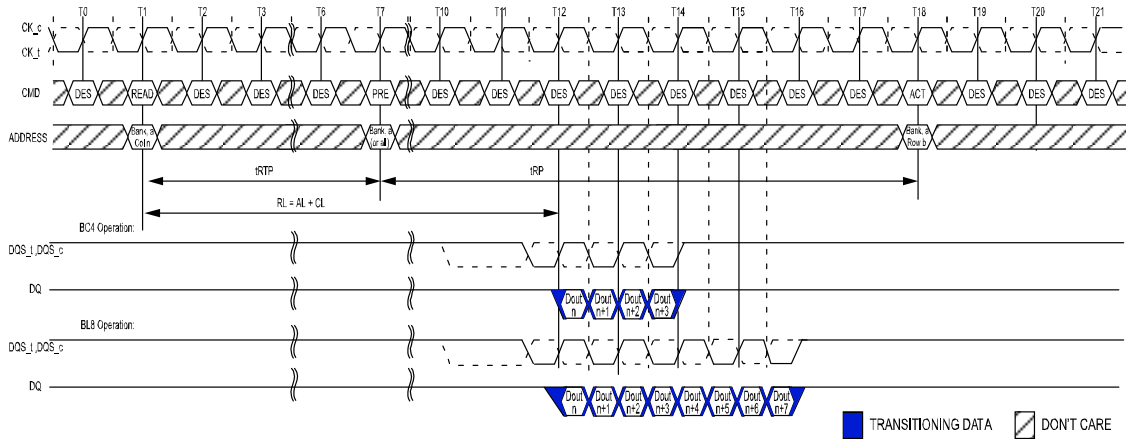 T0 T1 T2 T3 T6 T7 T10 T11 T12 T13 T14 T15 T16 T17 T18 T19 T20 T21
CK_c
CK_t
CMD DES READ DES DES DES PRE DES DES DES DES DES DES DES DES ACT DES DES DES
ADDRESS Bank, a Col n Bank, a (or all) Bank, a Row b
tRTP tRP
RL = AL + CL
BC4 Operation:
DQS_t,DQS_c
DQ Dout n Dout n+1 Dout n+2 Dout n+3
BL8 Operation:
DQS_t,DQS_c
DQ Dout n Dout n+1 Dout n+2 Dout n+3 Dout n+4 Dout n+5 Dout n+6 Dout n+7
TRANSITIONING DATA DON'T CARE